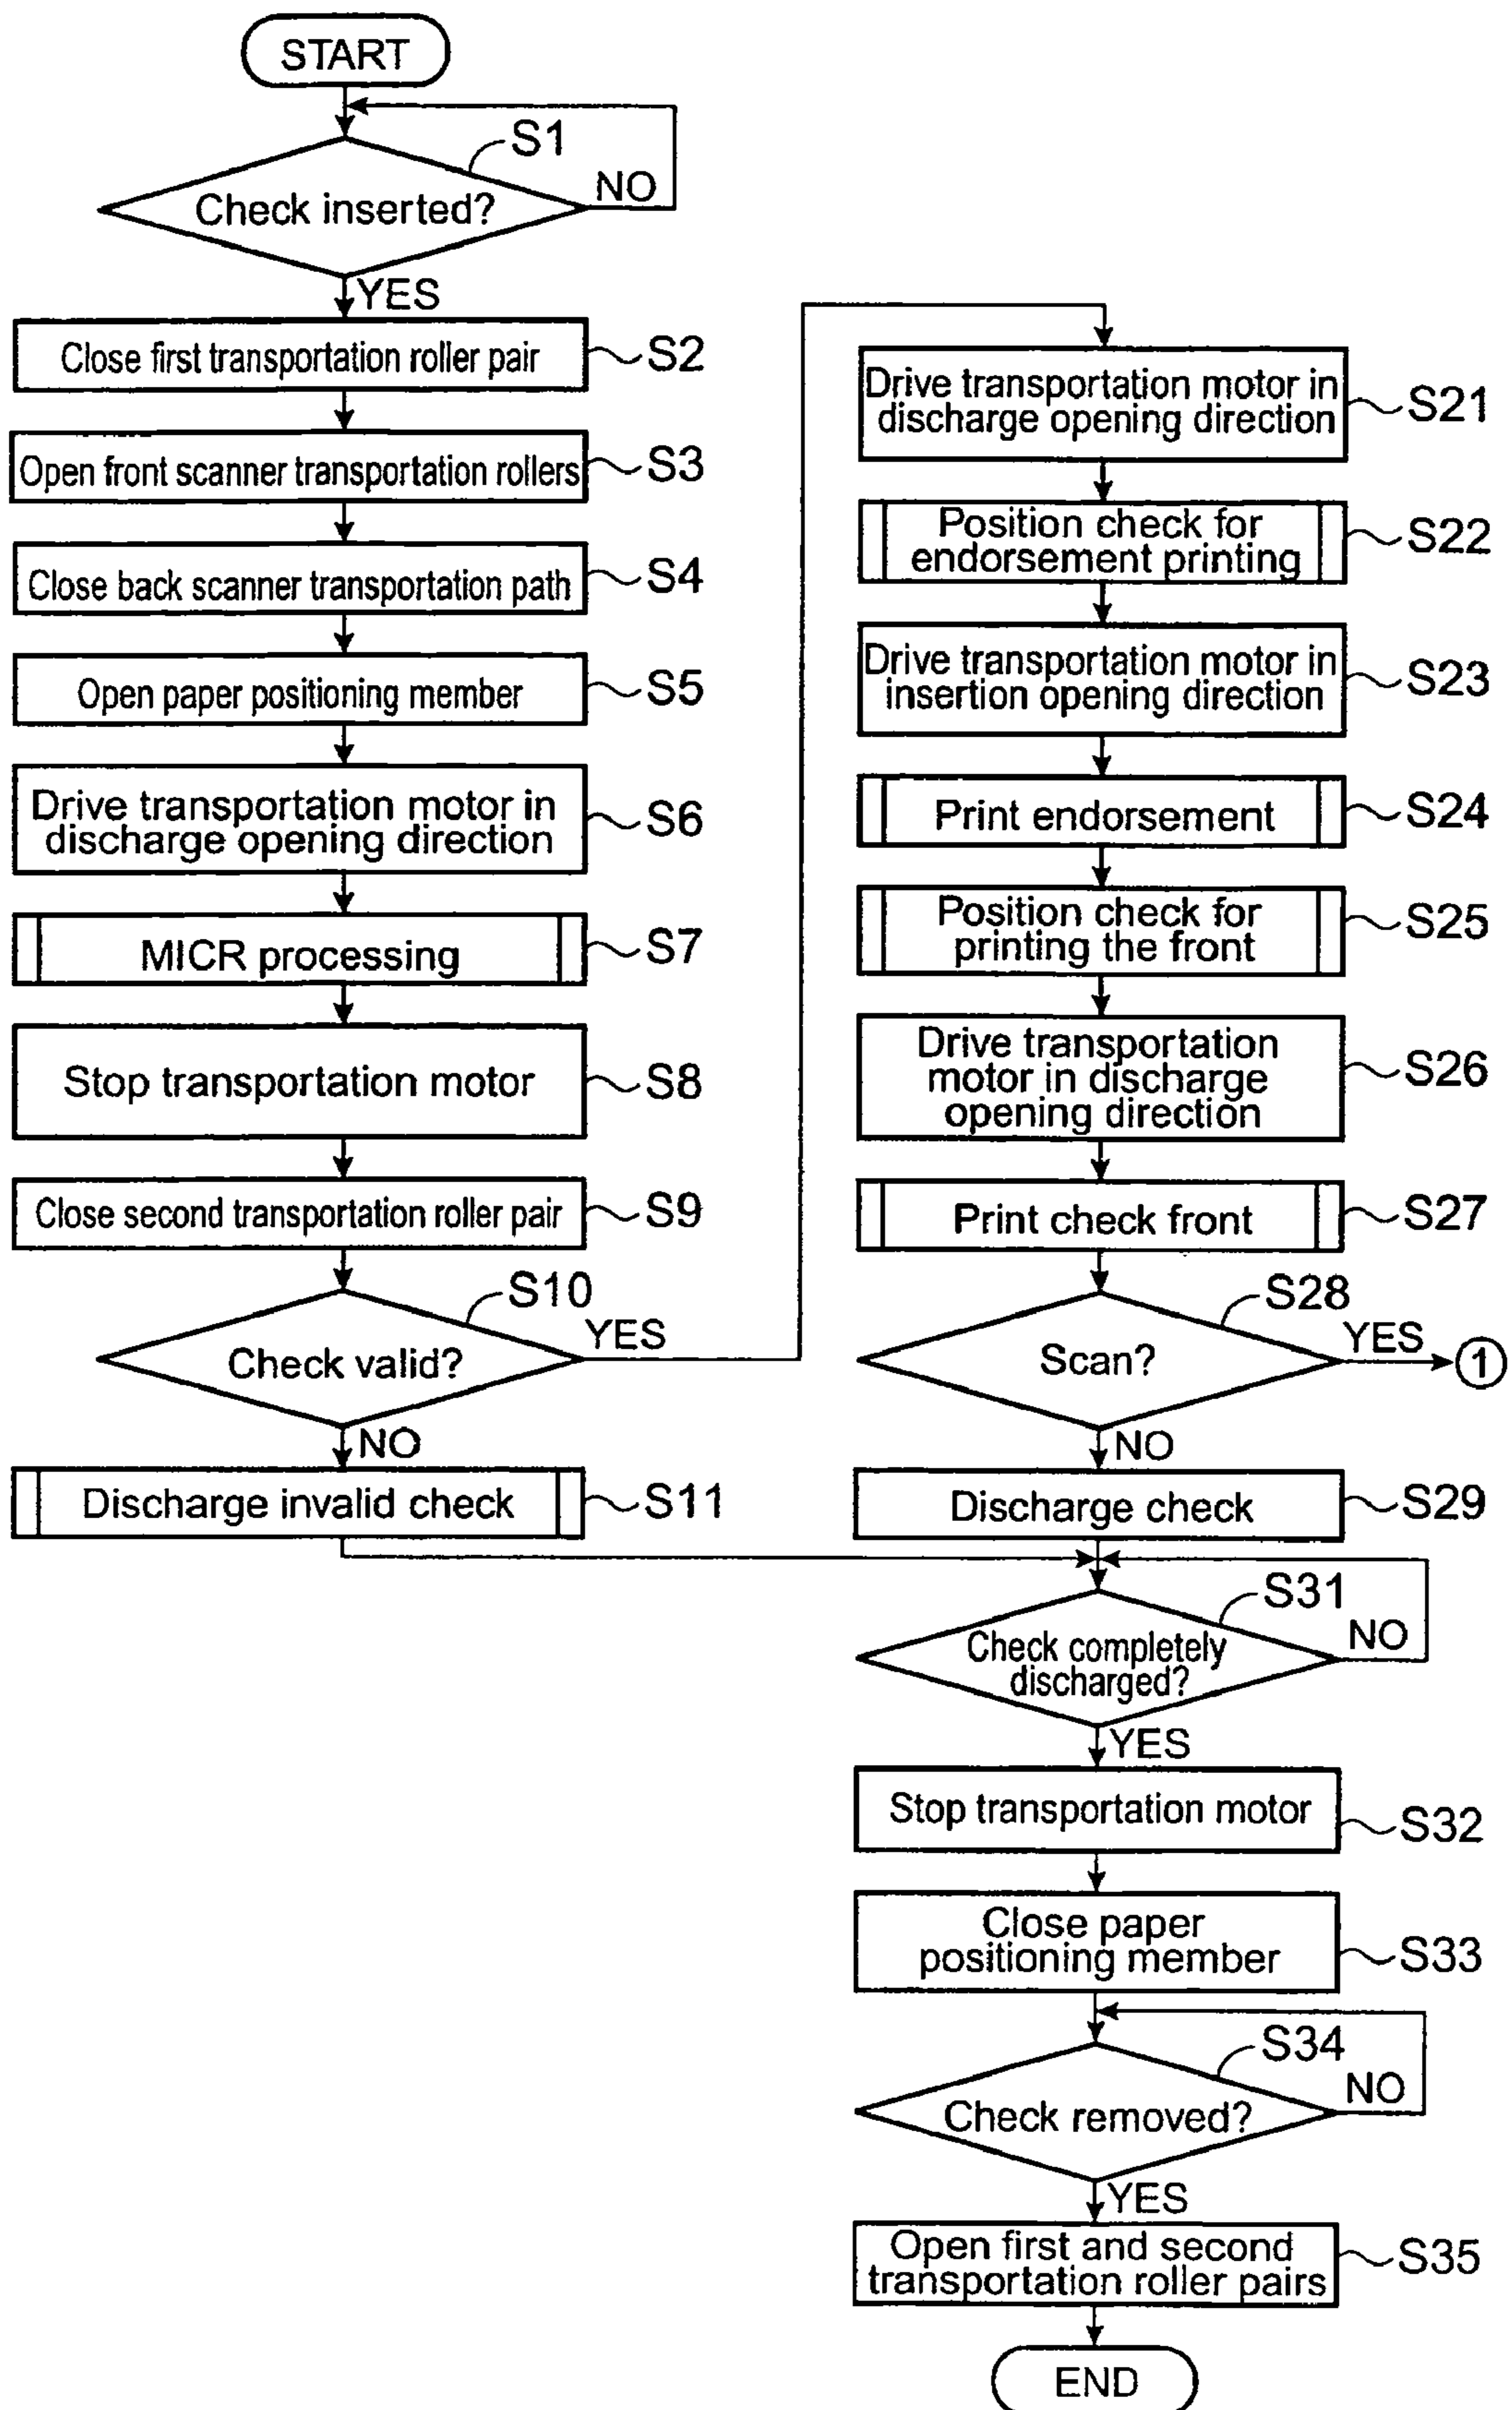 START
S1
NO
Check inserted?
YES
Close first transportation roller pair
S2
Open front scanner transportation rollers
S3
Close back scanner transportation path
S4
Open paper positioning member
S5
Drive transportation motor in
discharge opening direction
S6
MICR processing
S7
Stop transportation motor
S8
Close second transportation roller pair
S9
S10
YES
Check valid?
NO
Discharge invalid check
S11
Drive transportation motor in
discharge opening direction
S21
Position check for
endorsement printing
S22
Drive transportation motor in
insertion opening direction
S23
Print endorsement
S24
Position check for
printing the front
S25
Drive transportation
motor in discharge
opening direction
S26
Print check front
S27
S28
YES
1
Scan?
NO
Discharge check
S29
S31
NO
Check completely
discharged?
YES
Stop transportation motor
S32
Close paper
positioning member
S33
S34
NO
Check removed?
YES
Open first and second
transportation roller pairs
S35
END